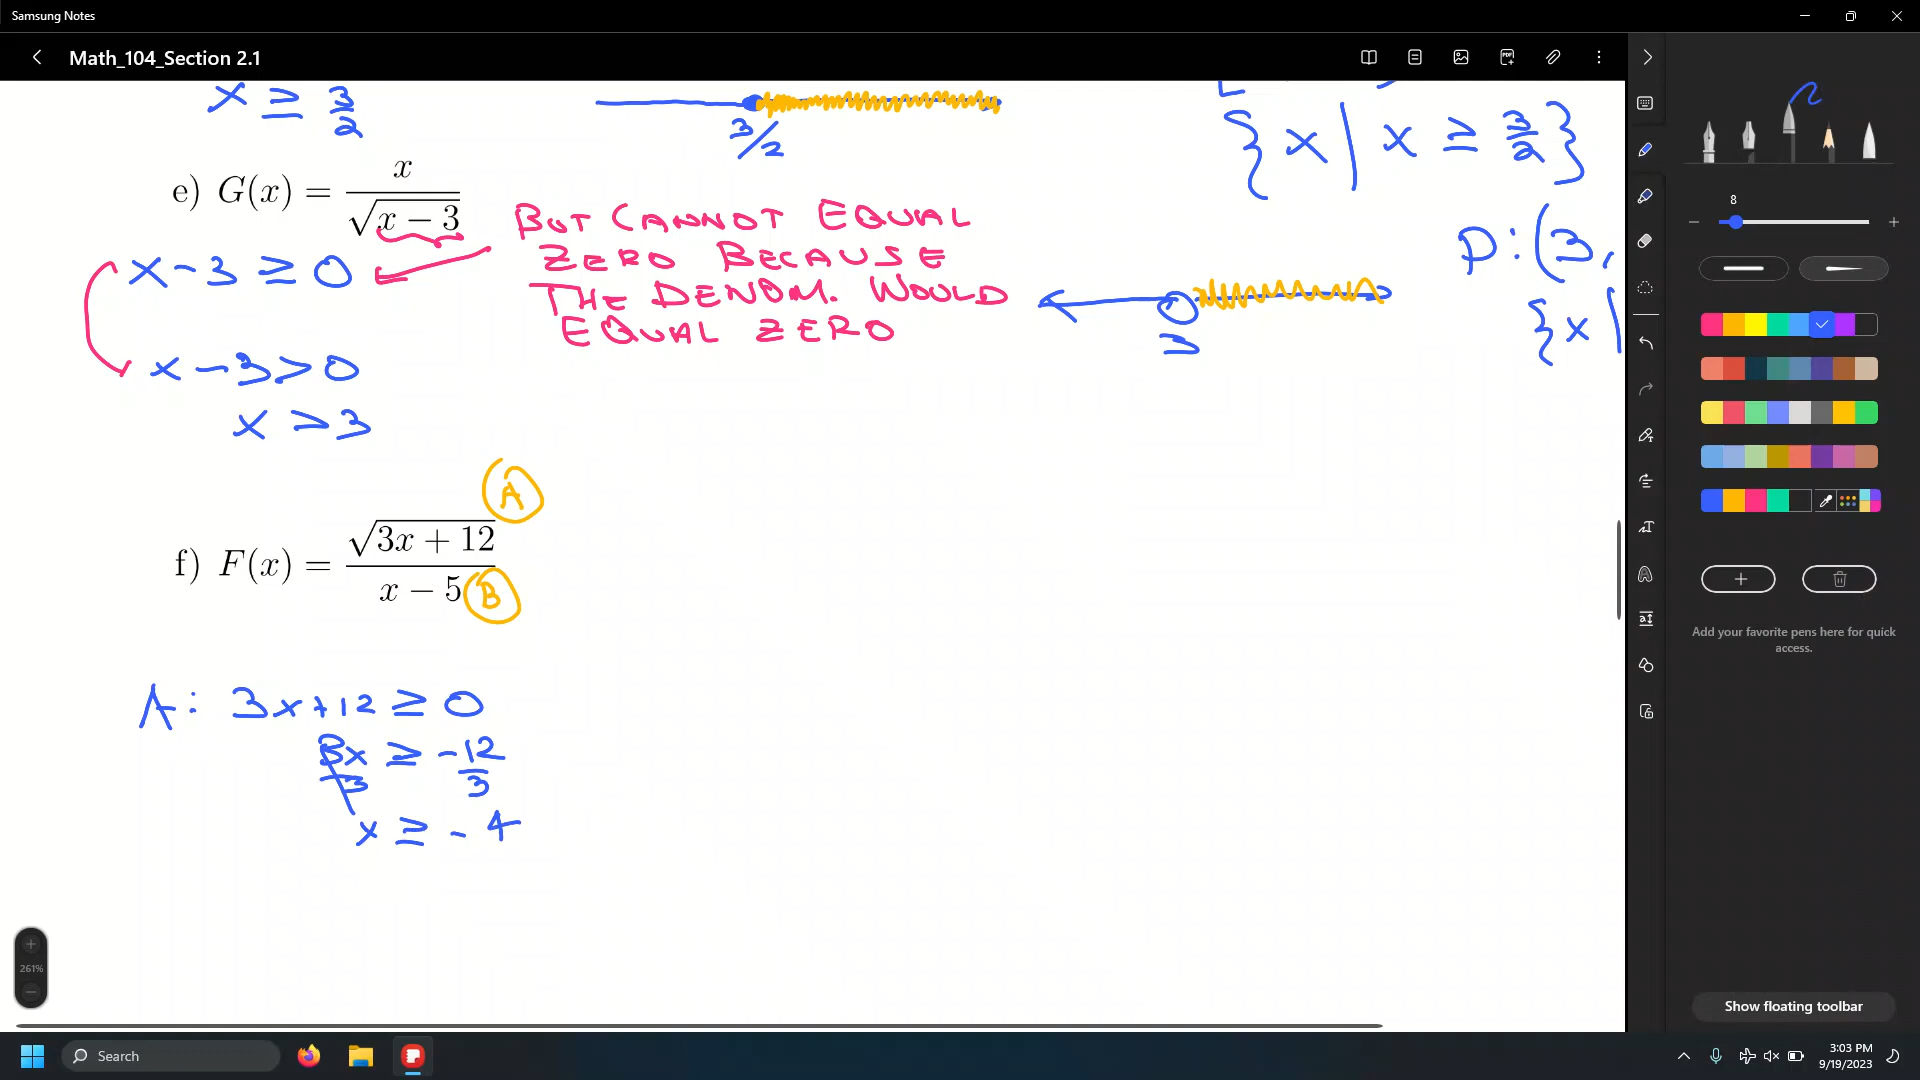 Samsung Notes
Math_104_Section 2.1
x ≥ 3/2
3/2
{x | x ≥ 3/2}
e) G(x) = x/√(x − 3)
BUT CANNOT EQUAL
ZERO BECAUSE
THE DENOM. WOULD
EQUAL ZERO
x − 3 ≥ 0
x − 3 > 0
x > 3
3
D: (3,
{x |
A
f) F(x) = √(3x + 12)/(x − 5)
B
A: 3x + 12 ≥ 0
3x/3 ≥ -12/3
x ≥ - 4
261%
8
Add your favorite pens here for quick
access.
Show floating toolbar
Search
3:03 PM
9/19/2023